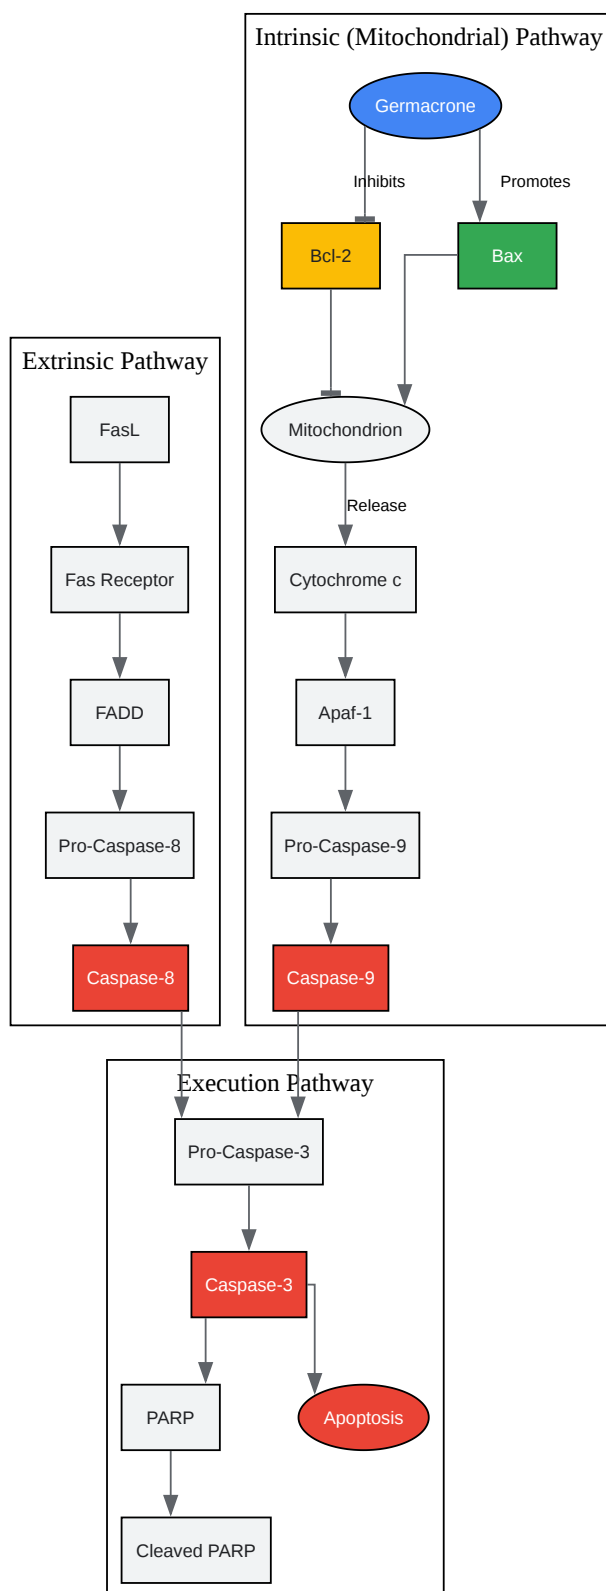 Intrinsic (Mitochondrial) Pathway
Germacrone
Inhibits
Promotes
Bcl-2
Bax
Mitochondrion
Release
Cytochrome c
Apaf-1
Pro-Caspase-9
Caspase-9
Extrinsic Pathway
FasL
Fas Receptor
FADD
Pro-Caspase-8
Caspase-8
Execution Pathway
Pro-Caspase-3
Caspase-3
PARP
Apoptosis
Cleaved PARP